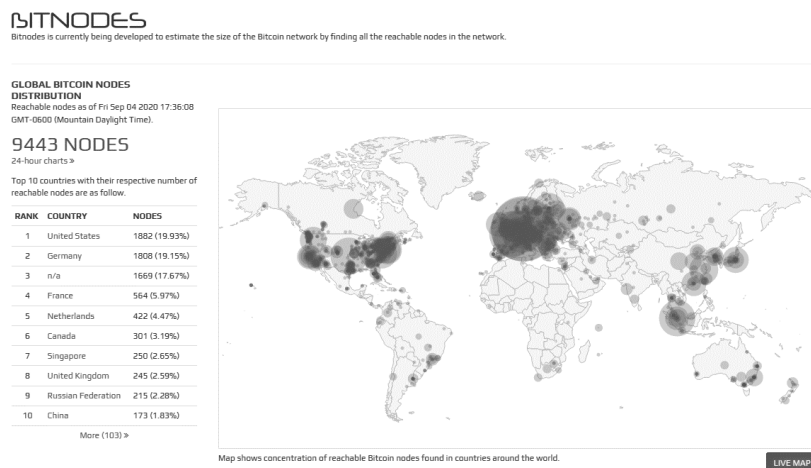 BITNODES
Bitnodes is currently being developed to estimate the size of the Bitcoin network by finding all the reachable nodes in the network.
GLOBAL BITCOIN NODES
DISTRIBUTION
Reachable nodes as of Fri Sep 04 2020 17:36:08
GMT-0600 (Mountain Daylight Time).
9443 NODES
24-hour charts »
Top 10 countries with their respective number of
reachable nodes are as follow.
RANK COUNTRY NODES
1 United States 1882 (19.93%)
2 Germany 1808 (19.15%)
3 n/a 1669 (17.67%)
4 France 564 (5.97%)
5 Netherlands 422 (4.47%)
6 Canada 301 (3.19%)
7 Singapore 250 (2.65%)
8 United Kingdom 245 (2.59%)
9 Russian Federation 215 (2.28%)
10 China 173 (1.83%)
More (103) »
Map shows concentration of reachable Bitcoin nodes found in countries around the world.
LIVE MAP